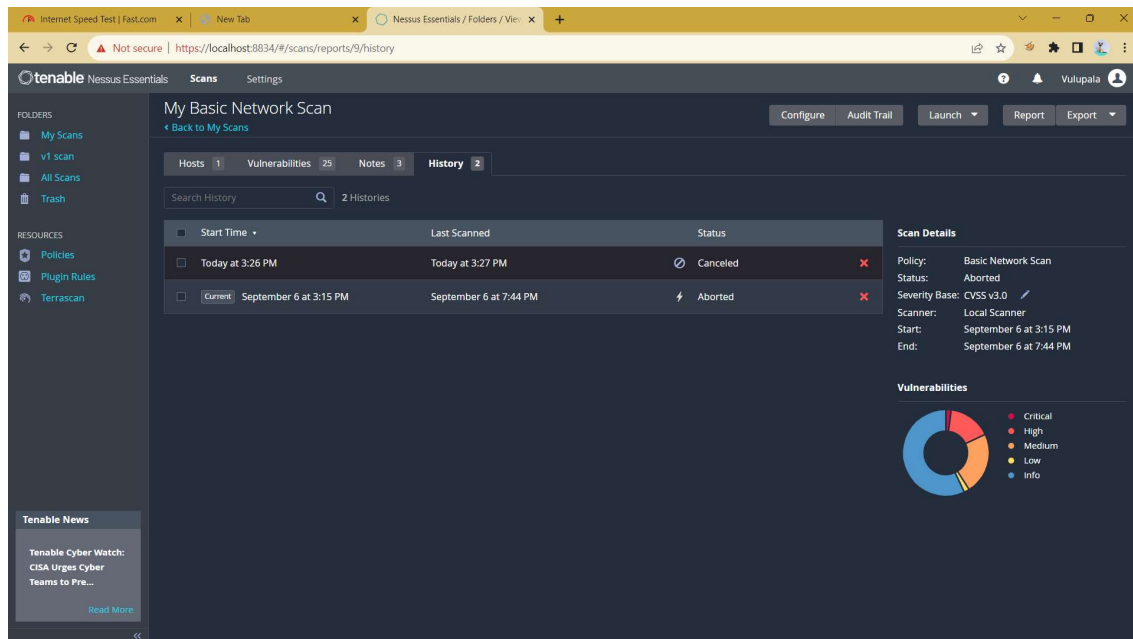 Internet Speed Test | Fast.com
New Tab
Nessus Essentials / Folders / View
Not secure | https://localhost:8834/#/scans/reports/9/history
tenable Nessus Essentials Scans Settings Vulupala
FOLDERS
My Scans
v1 scan
All Scans
Trash
RESOURCES
Policies
Plugin Rules
Terrascan
Tenable News
Tenable Cyber Watch:
CISA Urges Cyber
Teams to Pre...
Read More
My Basic Network Scan
Back to My Scans
Configure Audit Trail Launch Report Export
Hosts 1 Vulnerabilities 25 Notes 3 History 2
Search History 2 Histories
Start Time Last Scanned Status
Today at 3:26 PM Today at 3:27 PM Canceled
Current September 6 at 3:15 PM September 6 at 7:44 PM Aborted
Scan Details
Policy: Basic Network Scan
Status: Aborted
Severity Base: CVSS v3.0
Scanner: Local Scanner
Start: September 6 at 3:15 PM
End: September 6 at 7:44 PM
Vulnerabilities
Critical
High
Medium
Low
Info